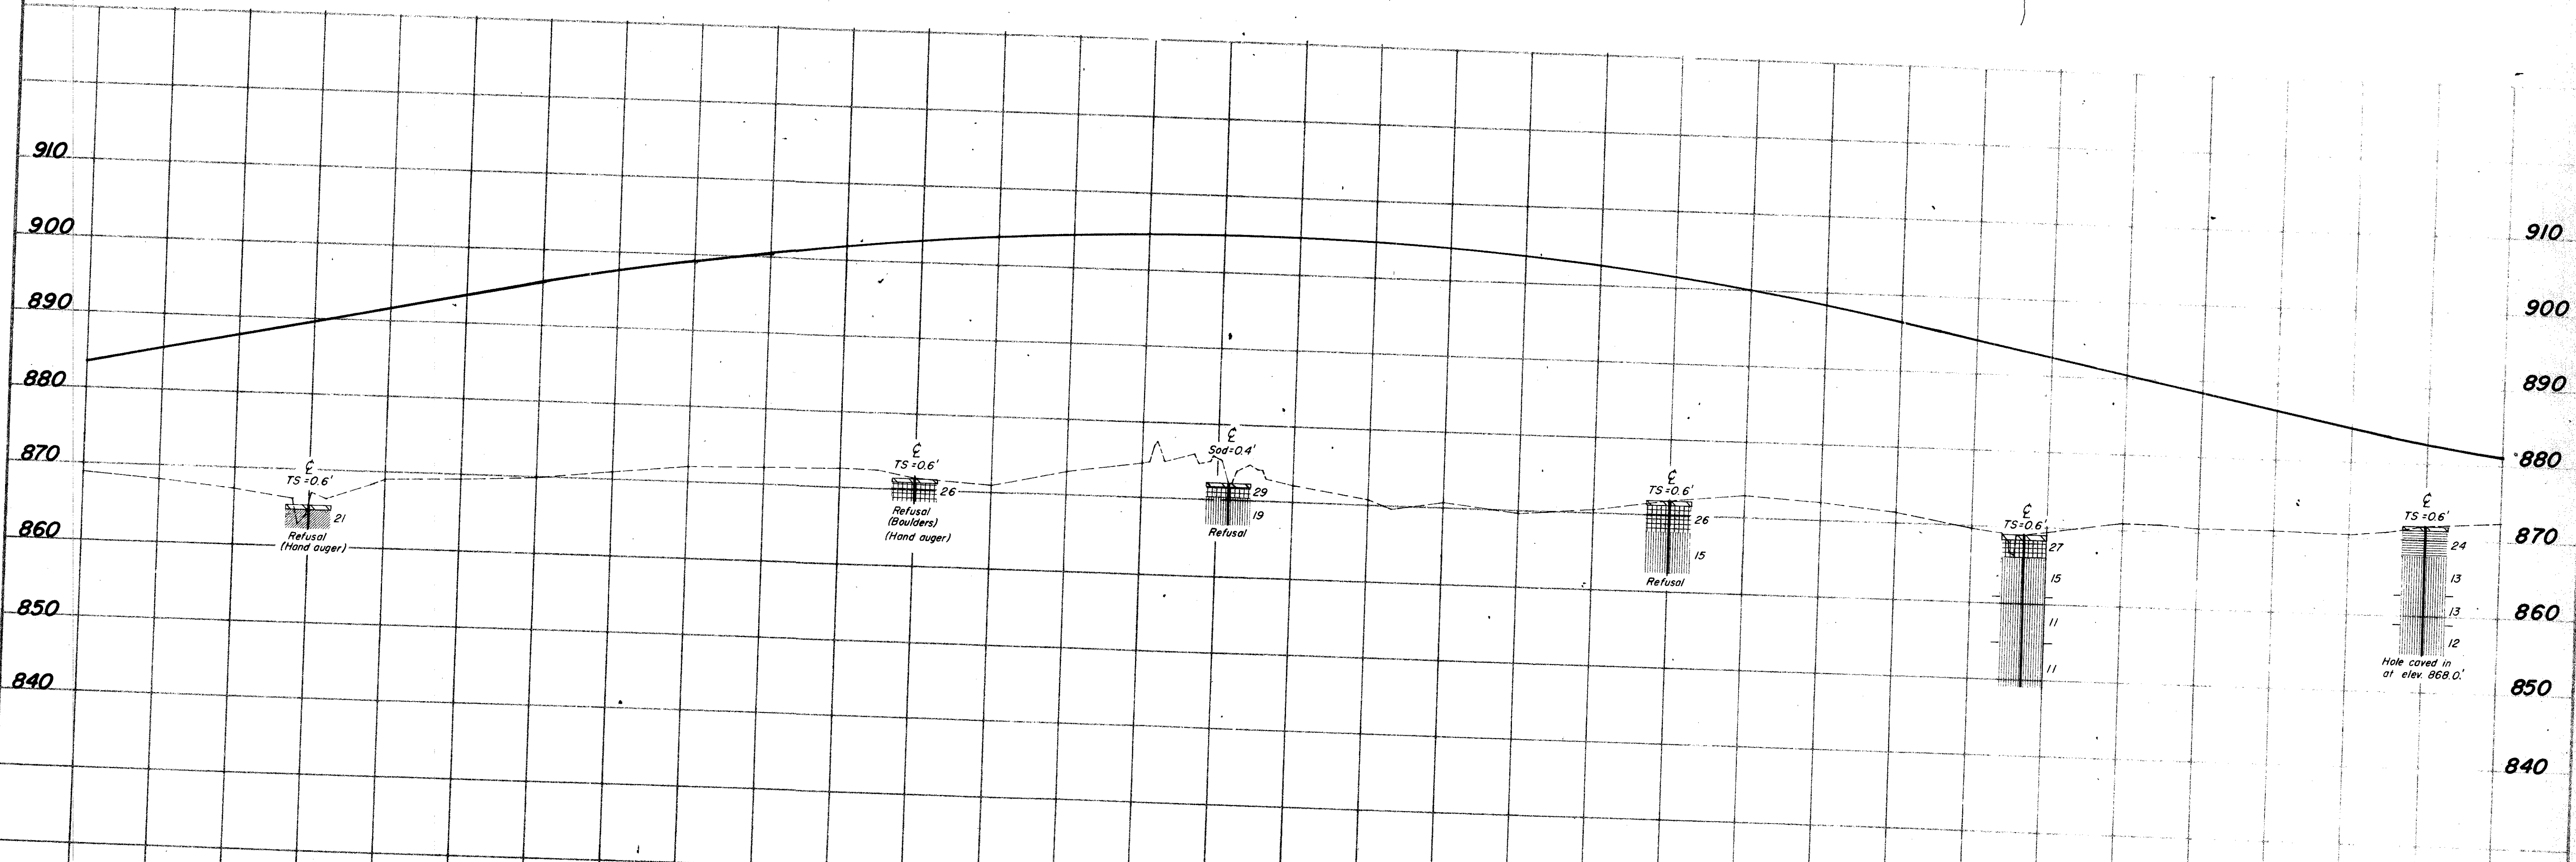 910
900
890
880
870
860
850
840
℄
TS = 0.6'
21
Refusal
(Hand auger)
℄
TS = 0.6'
26
Refusal
(Boulders)
(Hand auger)
℄
Sod=0.4'
29
19
Refusal
℄
TS = 0.6'
26
15
Refusal
℄
TS = 0.6'
27
15
11
11
℄
TS = 0.6'
24
13
13
12
Hole caved in
at elev. 868.0.'
910
900
890
880
870
860
850
840